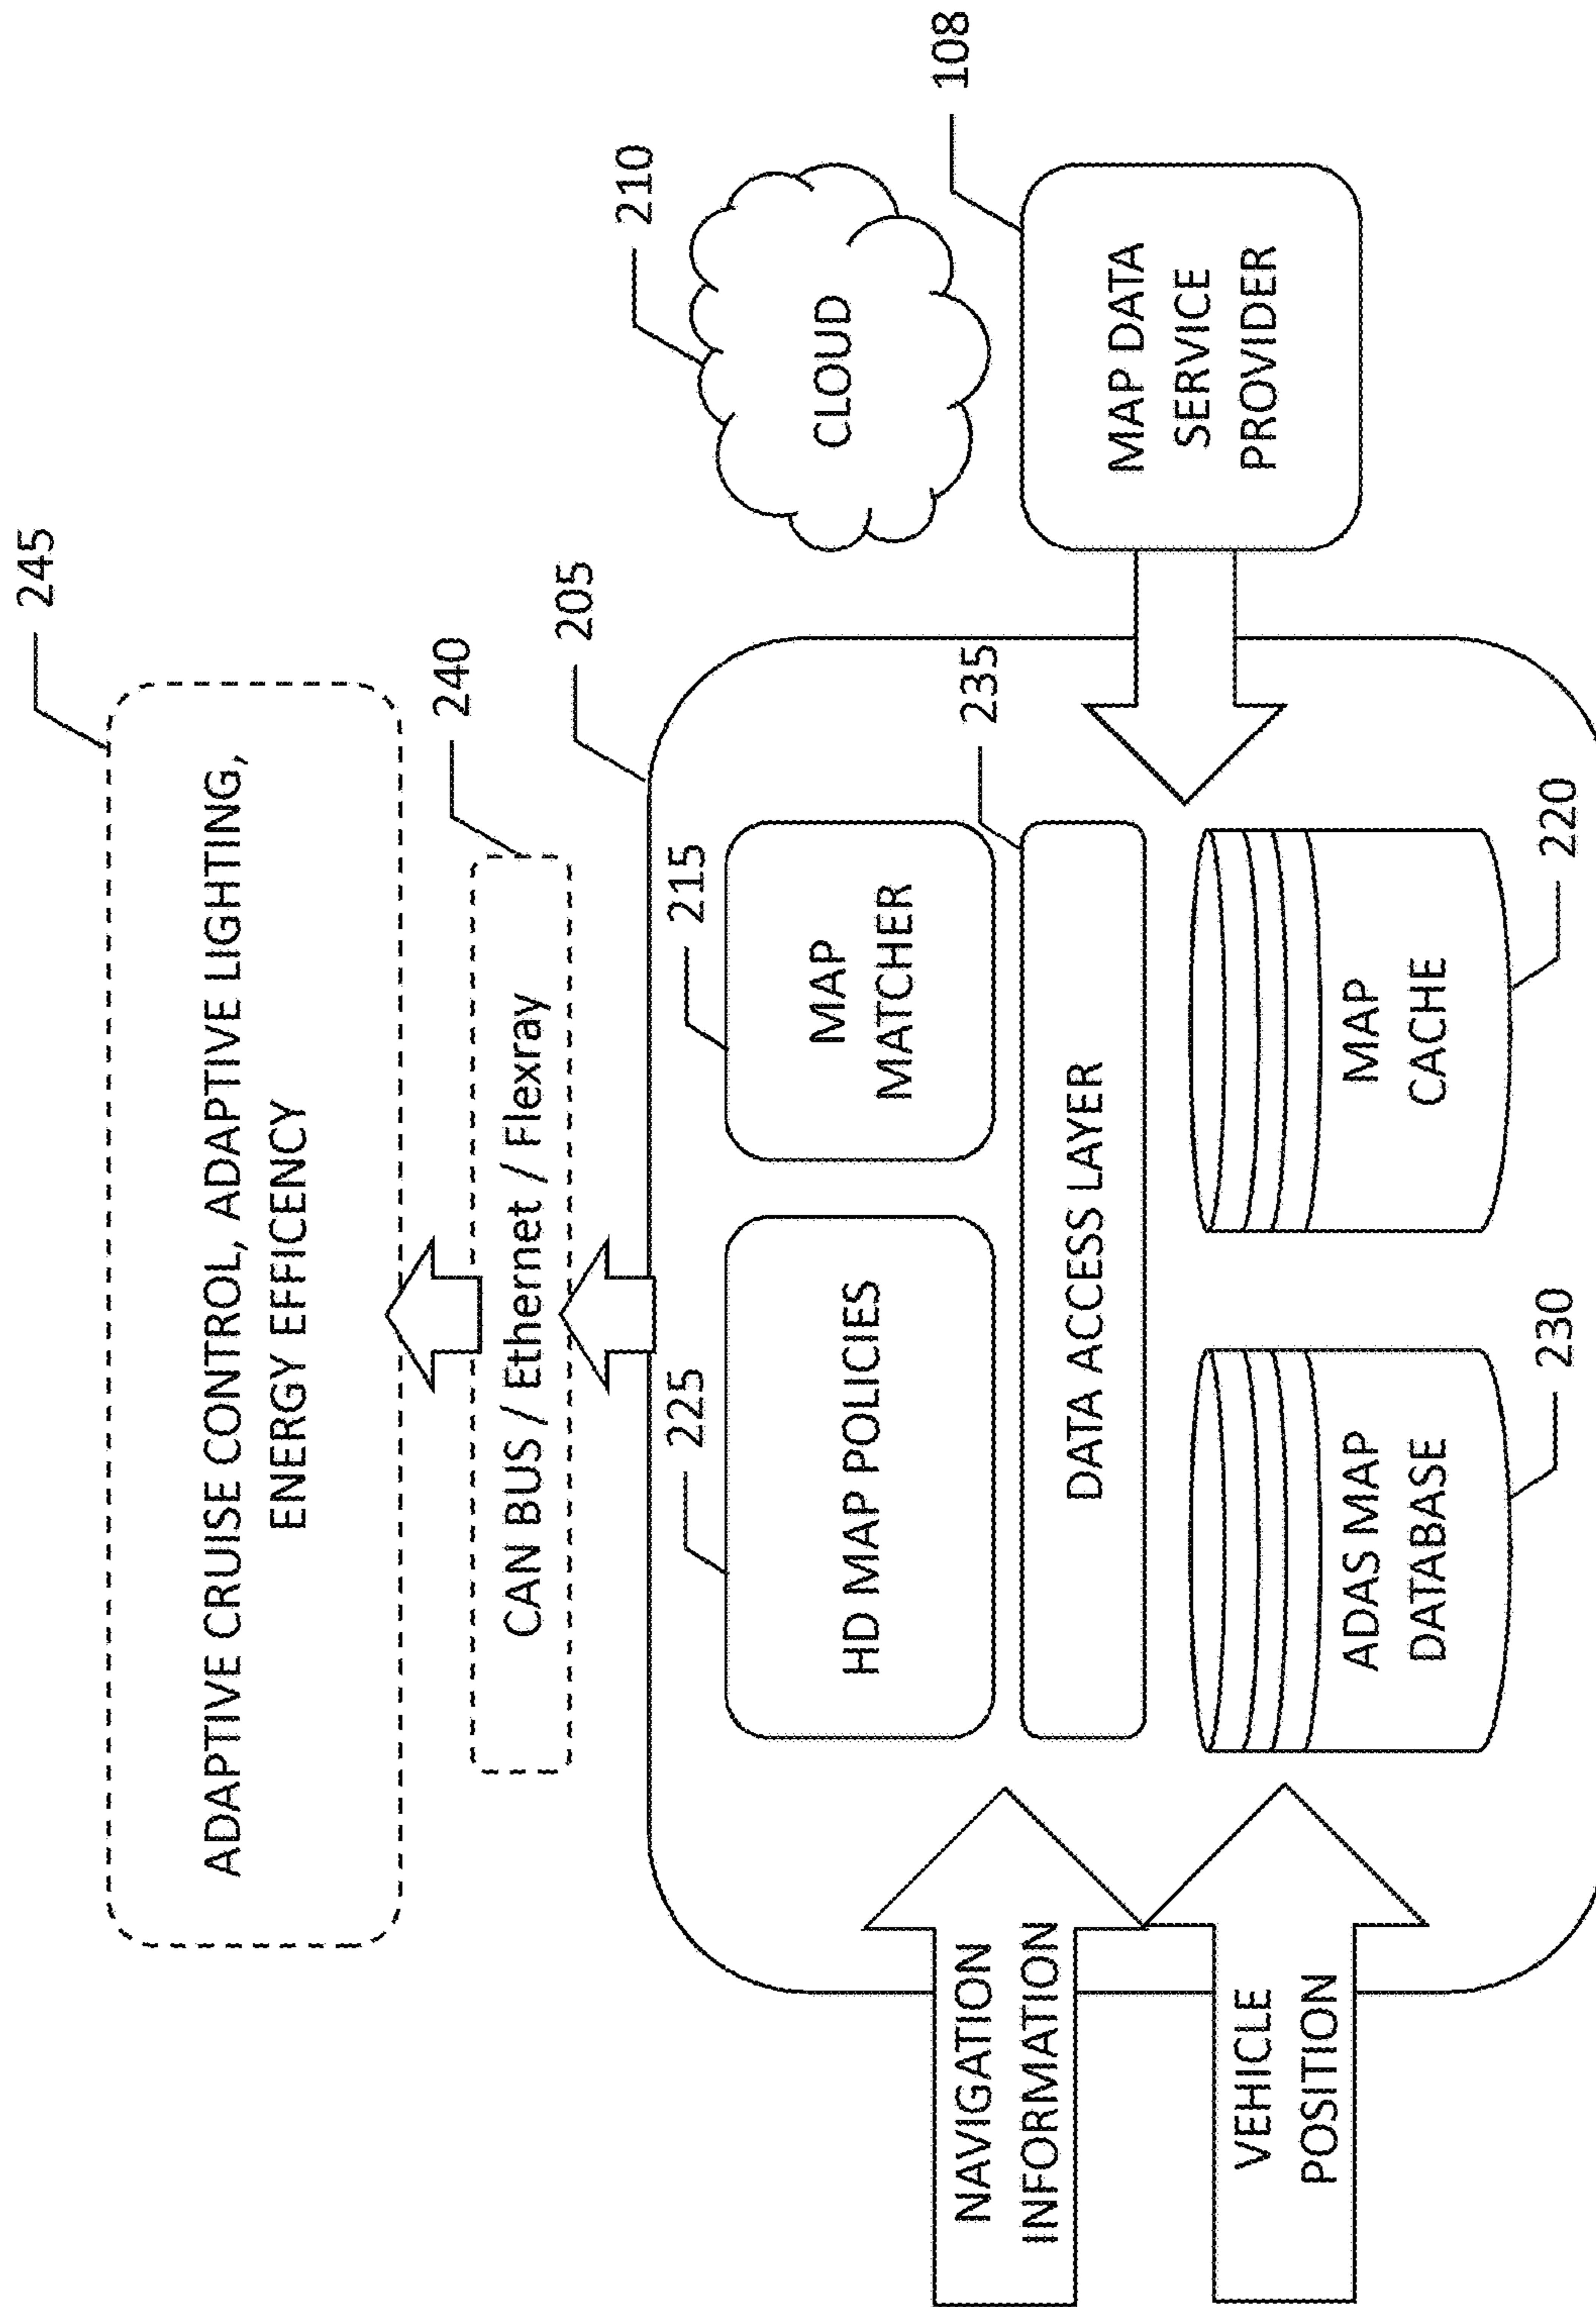 245
ADAPTIVE CRUISE CONTROL, ADAPTIVE LIGHTING,
ENERGY EFFICENCY
240
CAN BUS / Ethernet / Flexray
205
210
CLOUD
225
HD MAP POLICIES
215
MAP
MATCHER
235
DATA ACCESS LAYER
108
MAP DATA
SERVICE
PROVIDER
NAVIGATION
INFORMATION
VEHICLE
POSITION
ADAS MAP
DATABASE
230
MAP
CACHE
220